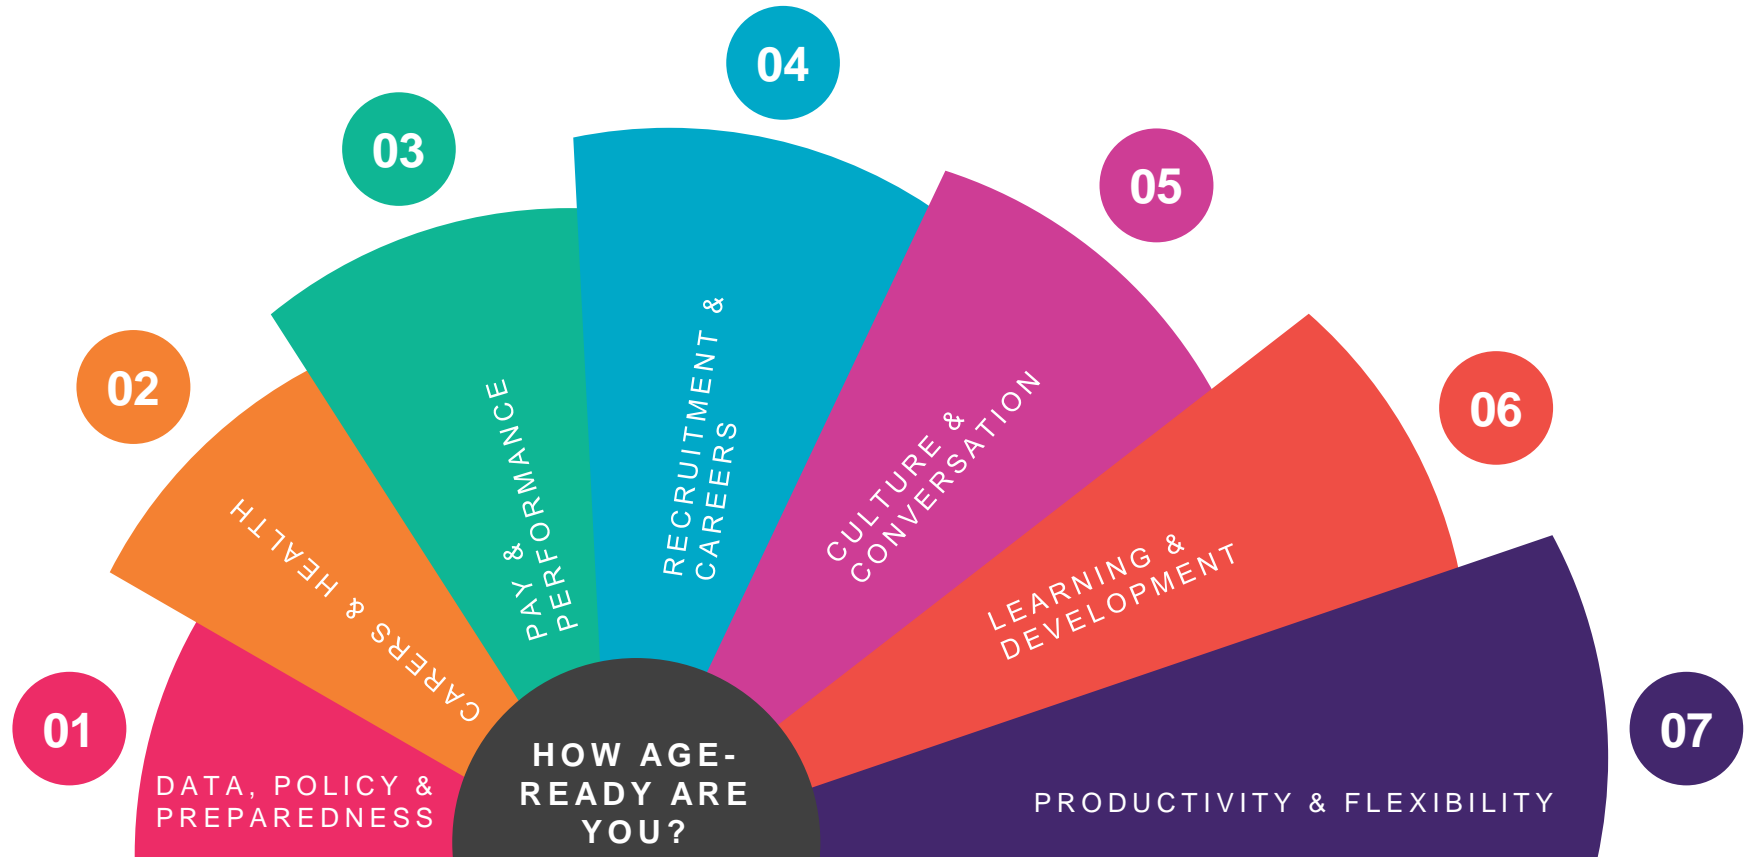 01
DATA, POLICY &
PREPAREDNESS
02
CARERS & HEALTH
03
PAY &
PERFORMANCE
04
RECRUITMENT &
CAREERS
05
CULTURE &
CONVERSATION
06
LEARNING &
DEVELOPMENT
07
PRODUCTIVITY & FLEXIBILITY
HOW AGE-
READY ARE
YOU?